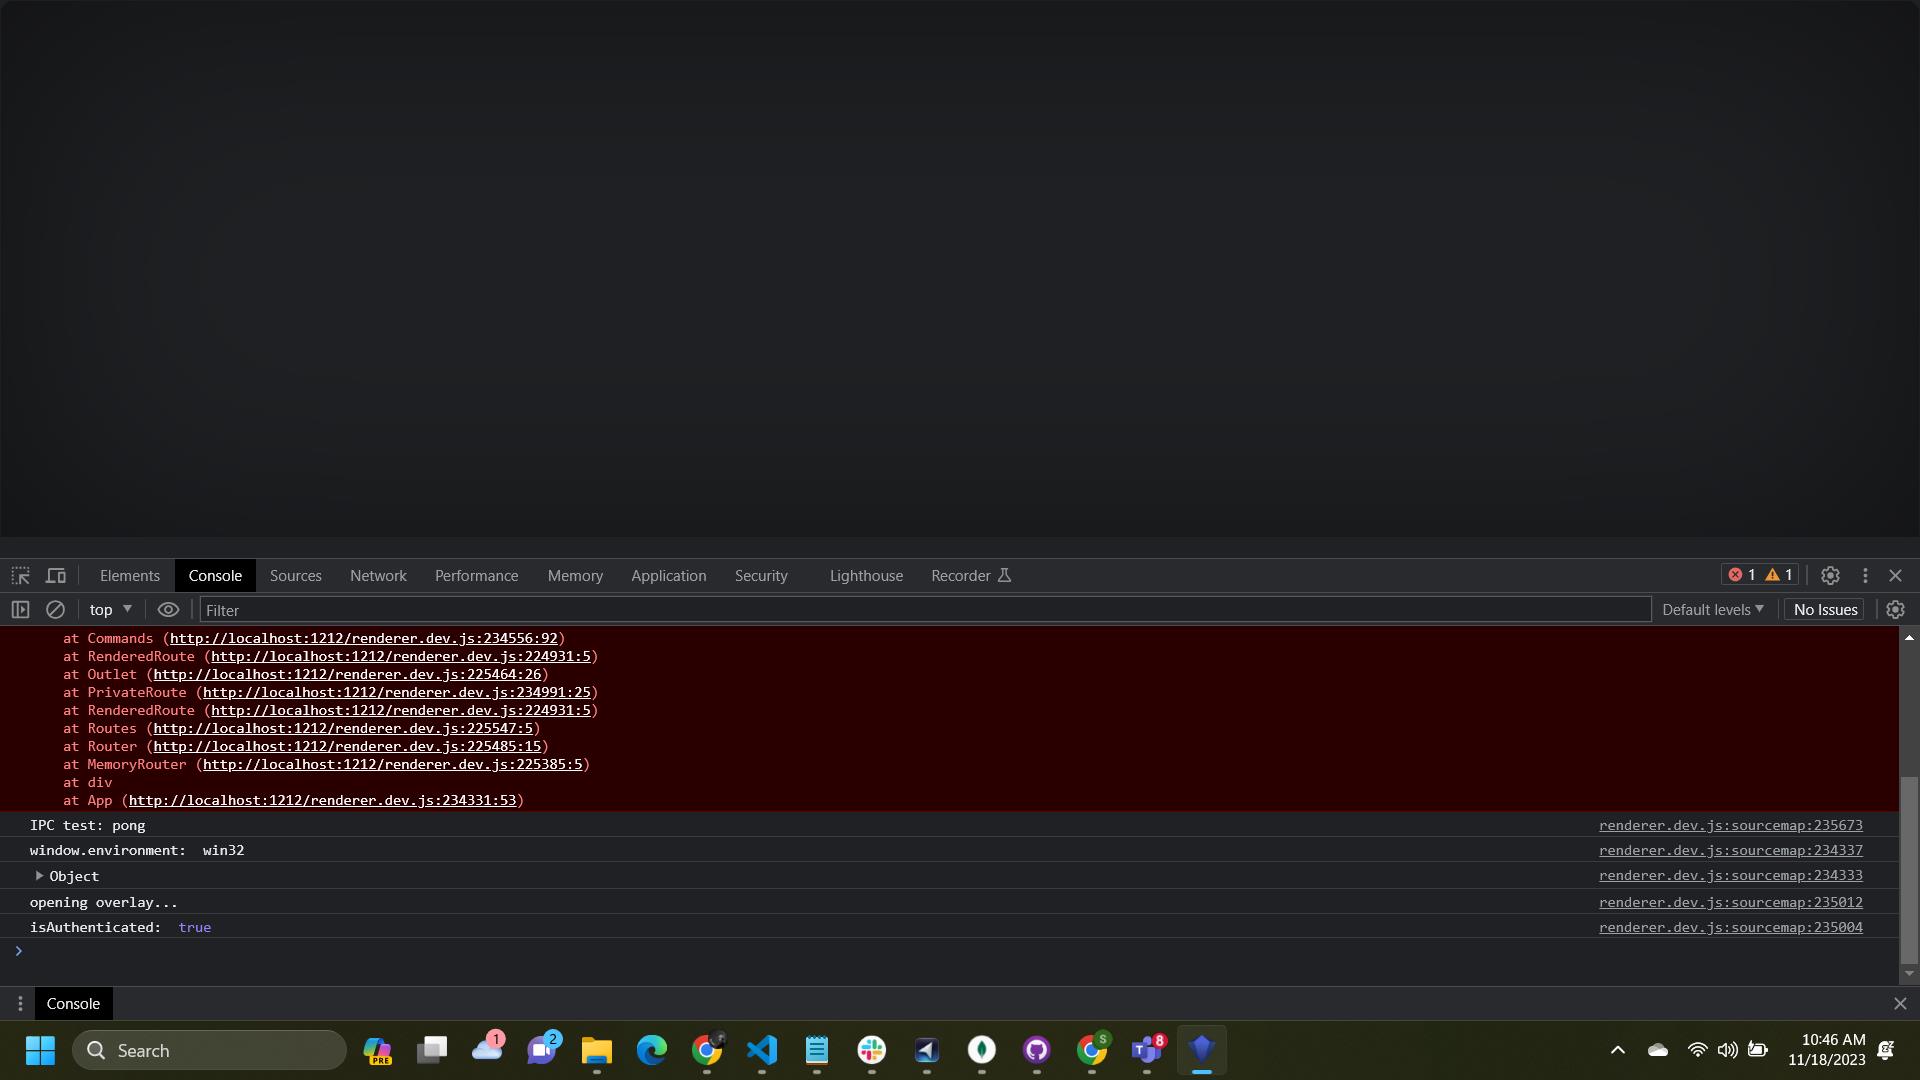 Elements Console Sources Network Performance Memory Application Security Lighthouse Recorder 1 1
top Filter Default levels No Issues
at Commands (http://localhost:1212/renderer.dev.js:234556:92)
at RenderedRoute (http://localhost:1212/renderer.dev.js:224931:5)
at Outlet (http://localhost:1212/renderer.dev.js:225464:26)
at PrivateRoute (http://localhost:1212/renderer.dev.js:234991:25)
at RenderedRoute (http://localhost:1212/renderer.dev.js:224931:5)
at Routes (http://localhost:1212/renderer.dev.js:225547:5)
at Router (http://localhost:1212/renderer.dev.js:225485:15)
at MemoryRouter (http://localhost:1212/renderer.dev.js:225385:5)
at div
at App (http://localhost:1212/renderer.dev.js:234331:53)
IPC test: pong renderer.dev.js:sourcemap:235673
window.environment: win32 renderer.dev.js:sourcemap:234337
Object renderer.dev.js:sourcemap:234333
opening overlay... renderer.dev.js:sourcemap:235012
isAuthenticated: true renderer.dev.js:sourcemap:235004
Console
Search PRE 1 2 S T 8 10:46 AM
11/18/2023